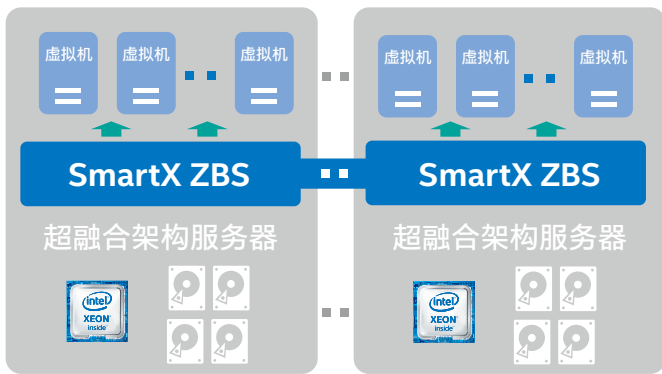 虚拟机 虚拟机 虚拟机 虚拟机 虚拟机 虚拟机
SmartX ZBS SmartX ZBS
超融合架构服务器 超融合架构服务器
intel intel
XEON XEON
inside inside